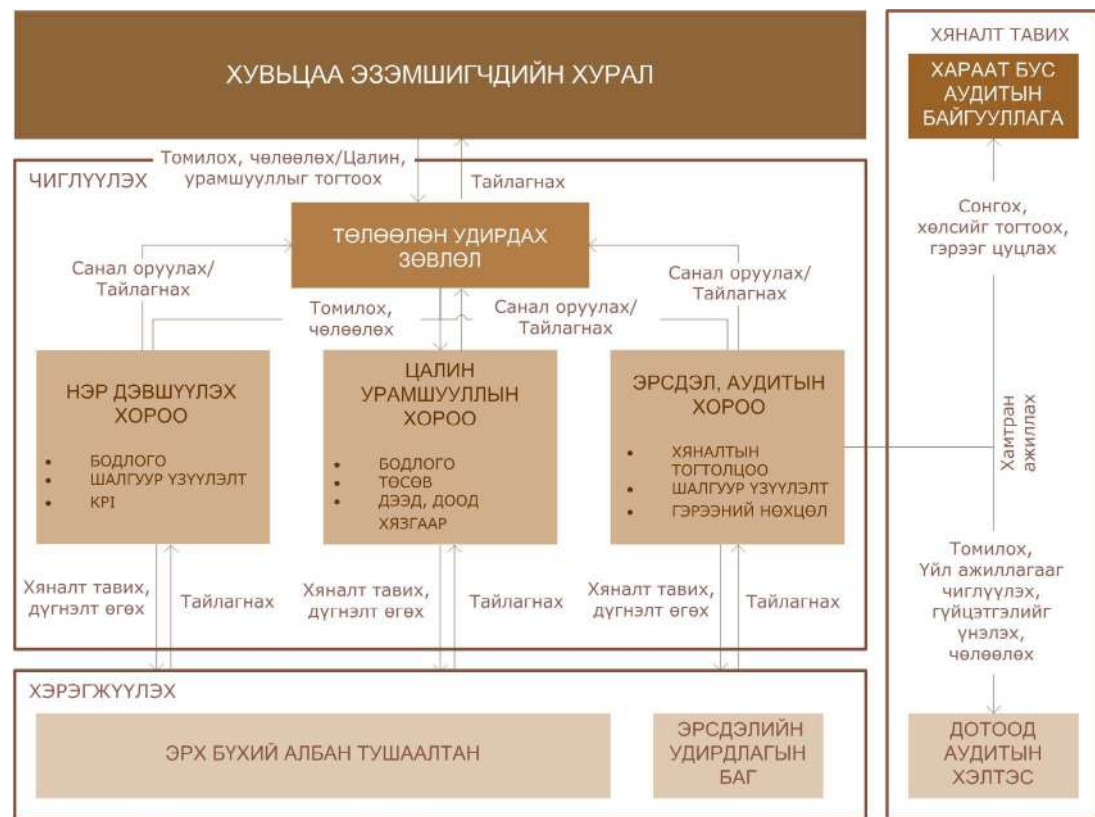 ХУВЬЦАА ЭЗЭМШИГЧДИЙН ХУРАЛ
Томилох, чөлөөлөх/Цалин,
урамшууллыг тогтоох
Тайлагнах
ЧИГЛҮҮЛЭХ
ТӨЛӨӨЛӨН УДИРДАХ
ЗӨВЛӨЛ
Санал оруулах/
Тайлагнах
Томилох,
чөлөөлөх
Санал оруулах/
Тайлагнах
Санал оруулах/
Тайлагнах
НЭР ДЭВШҮҮЛЭХ
ХОРОО
• БОДЛОГО
• ШАЛГУУР ҮЗҮҮЛЭЛТ
• KPI
ЦАЛИН
УРАМШУУЛЛЫН
ХОРОО
• БОДЛОГО
• ТӨСӨВ
• ДЭЭД, ДООД
ХЯЗГААР
ЭРСДЭЛ, АУДИТЫН
ХОРОО
• ХЯНАЛТЫН
ТОГТОЛЦОО
• ШАЛГУУР ҮЗҮҮЛЭЛТ
• ГЭРЭЭНИЙ НӨХЦӨЛ
Хяналт тавих,
дүгнэлт өгөх
Тайлагнах
Хяналт тавих,
дүгнэлт өгөх
Тайлагнах
Хяналт тавих,
дүгнэлт өгөх
Тайлагнах
ХЭРЭГЖҮҮЛЭХ
ЭРХ БҮХИЙ АЛБАН ТУШААЛТАН
ЭРСДЭЛИЙН
УДИРДЛАГЫН
БАГ
ХЯНАЛТ ТАВИХ
ХАРААТ БУС
АУДИТЫН
БАЙГУУЛЛАГА
Сонгох,
хөлсийг тогтоох,
гэрээг цуцлах
Хамтран
ажиллах
Томилох,
Үйл ажиллагааг
чиглүүлэх,
гүйцэтгэлийг
үнэлэх,
чөлөөлөх
ДОТООД
АУДИТЫН
ХЭЛТЭС